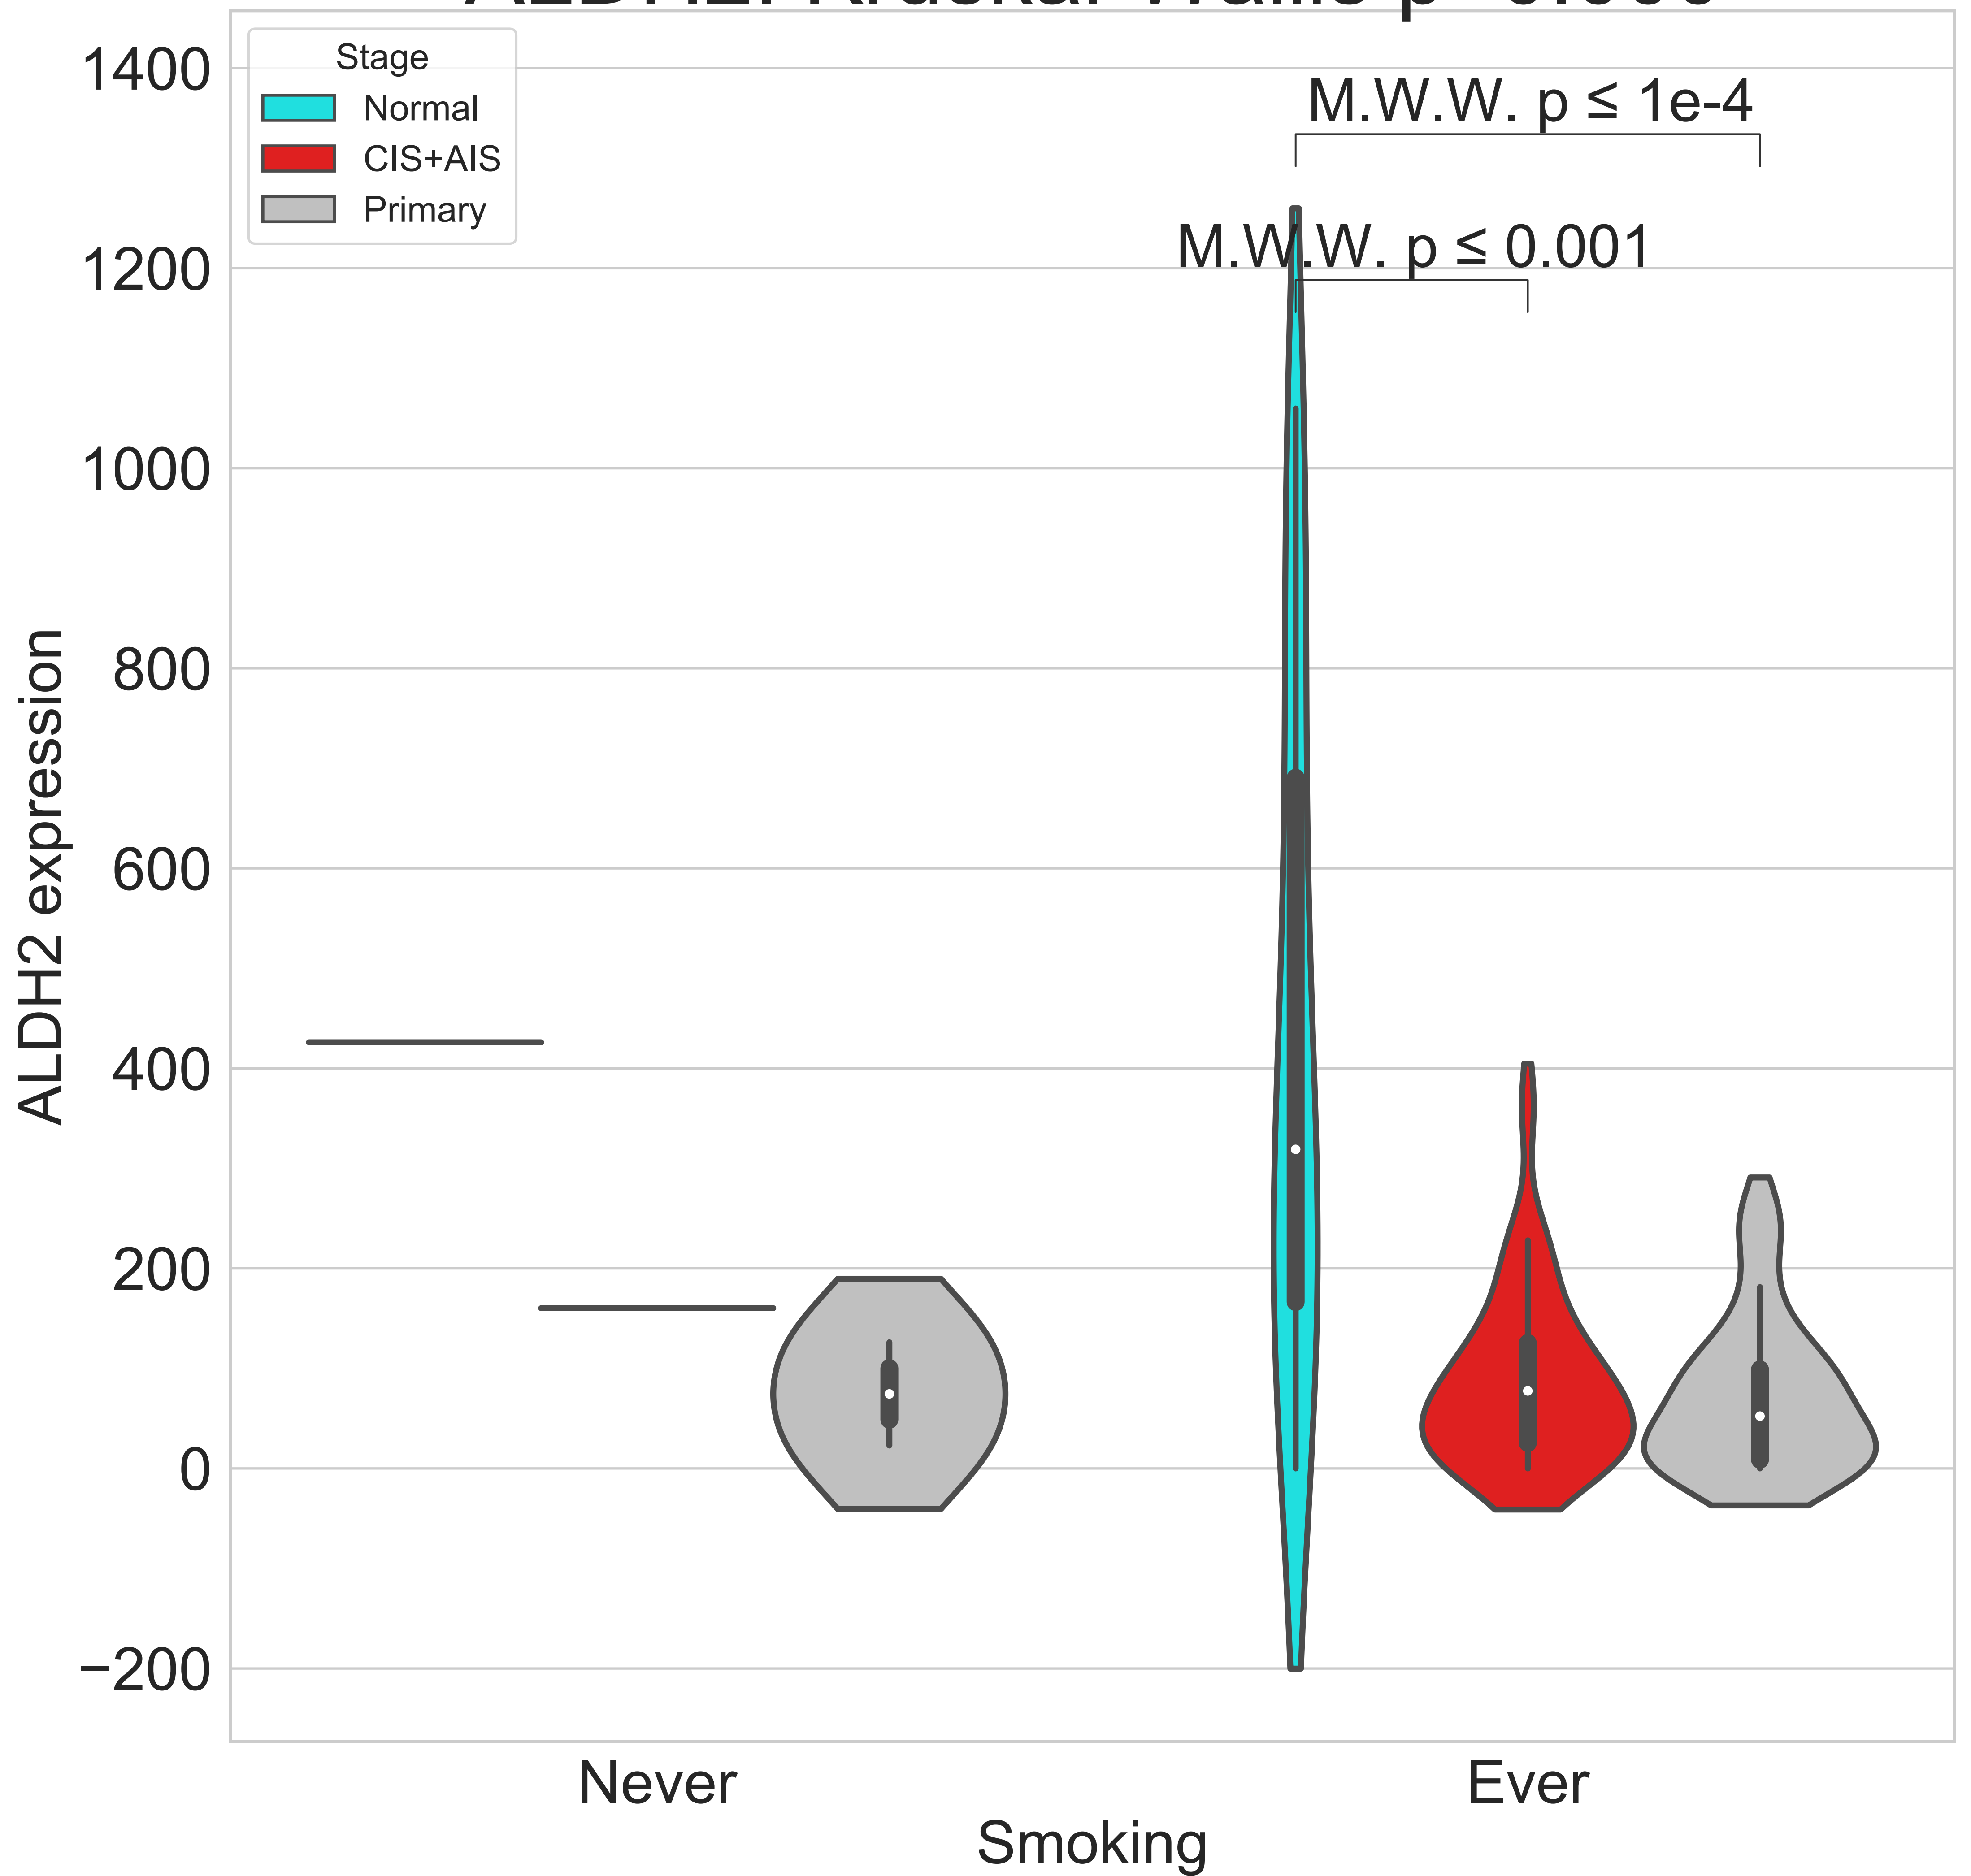 1400
1200
1000
800
600
400
200
0
−200
ALDH2 expression
Stage
Normal
CIS+AIS
Primary
M.W.W. p ≤ 1e-4
M.W.W. p ≤ 0.001
Never
Ever
Smoking